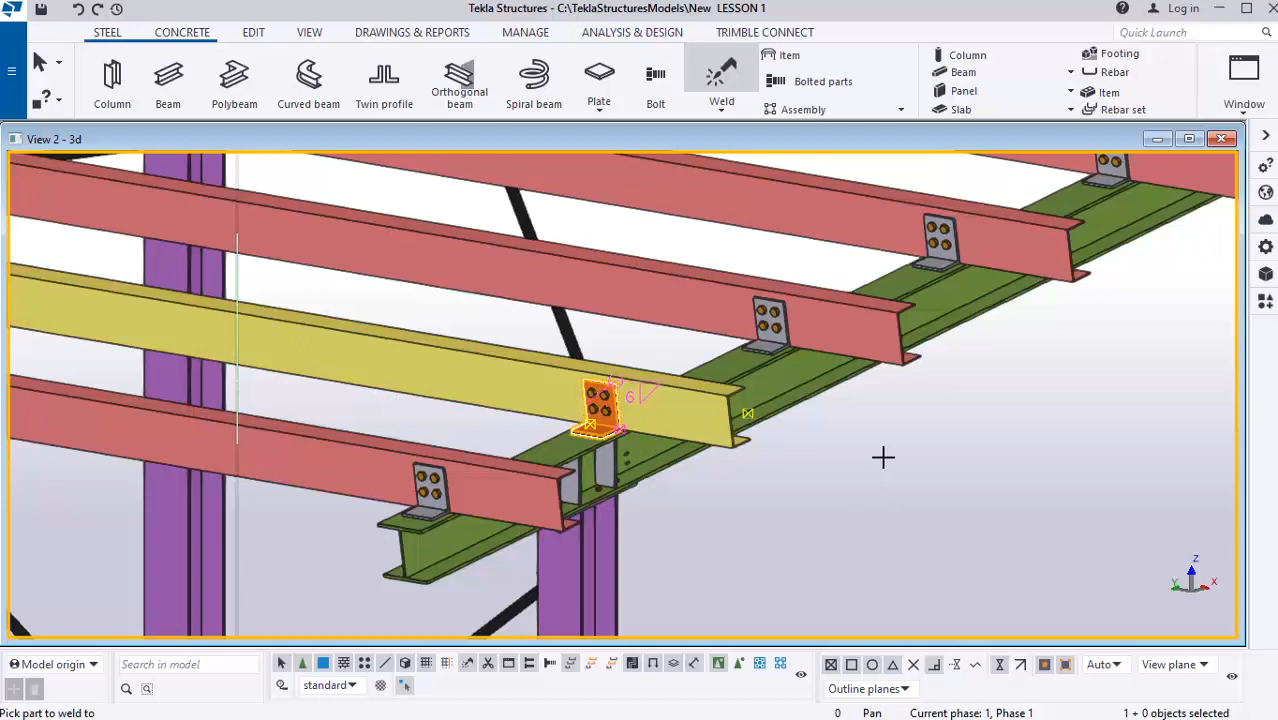 Tekla Structures - C:\TeklaStructuresModels\New LESSON 1
Log in
STEEL CONCRETE EDIT VIEW DRAWINGS & REPORTS MANAGE ANALYSIS & DESIGN TRIMBLE CONNECT
Quick Launch
Column
Beam
Polybeam
Curved beam
Twin profile
Orthogonal
beam
Spiral beam
Plate
Bolt
Weld
Item
Bolted parts
Assembly
Column
Beam
Panel
Slab
Footing
Rebar
Item
Rebar set
Window
View 2 - 3d
6
Z
Y
X
Model origin
Search in model
standard
Auto
View plane
Outline planes
Pick part to weld to
0 Pan Current phase: 1, Phase 1 1 + 0 objects selected